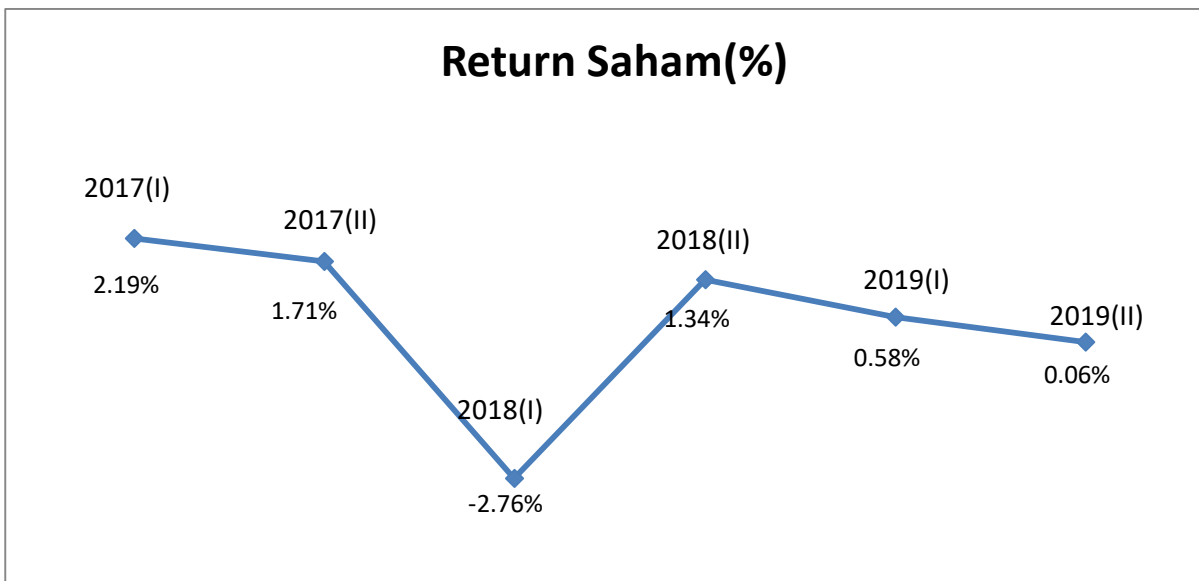 Return Saham(%)
2017(I)
2.19%
2017(II)
1.71%
2018(I)
-2.76%
2018(II)
1.34%
2019(I)
0.58%
2019(II)
0.06%